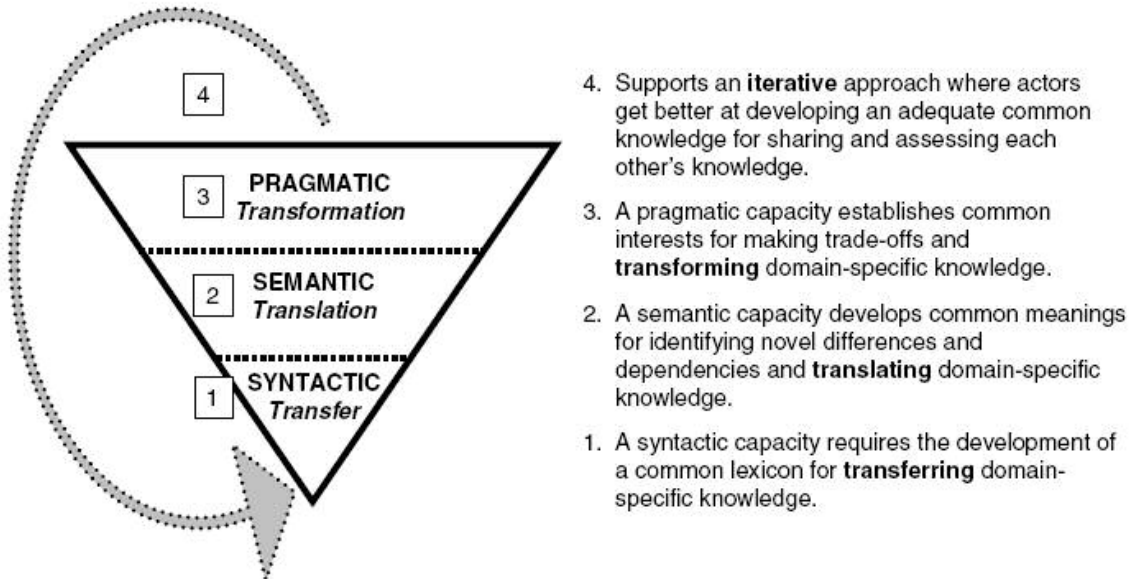 4
3
PRAGMATIC
Transformation
2
SEMANTIC
Translation
1
SYNTACTIC
Transfer
4. Supports an iterative approach where actors
get better at developing an adequate common
knowledge for sharing and assessing each
other's knowledge.
3. A pragmatic capacity establishes common
interests for making trade-offs and
transforming domain-specific knowledge.
2. A semantic capacity develops common meanings
for identifying novel differences and
dependencies and translating domain-specific
knowledge.
1. A syntactic capacity requires the development of
a common lexicon for transferring domain-
specific knowledge.